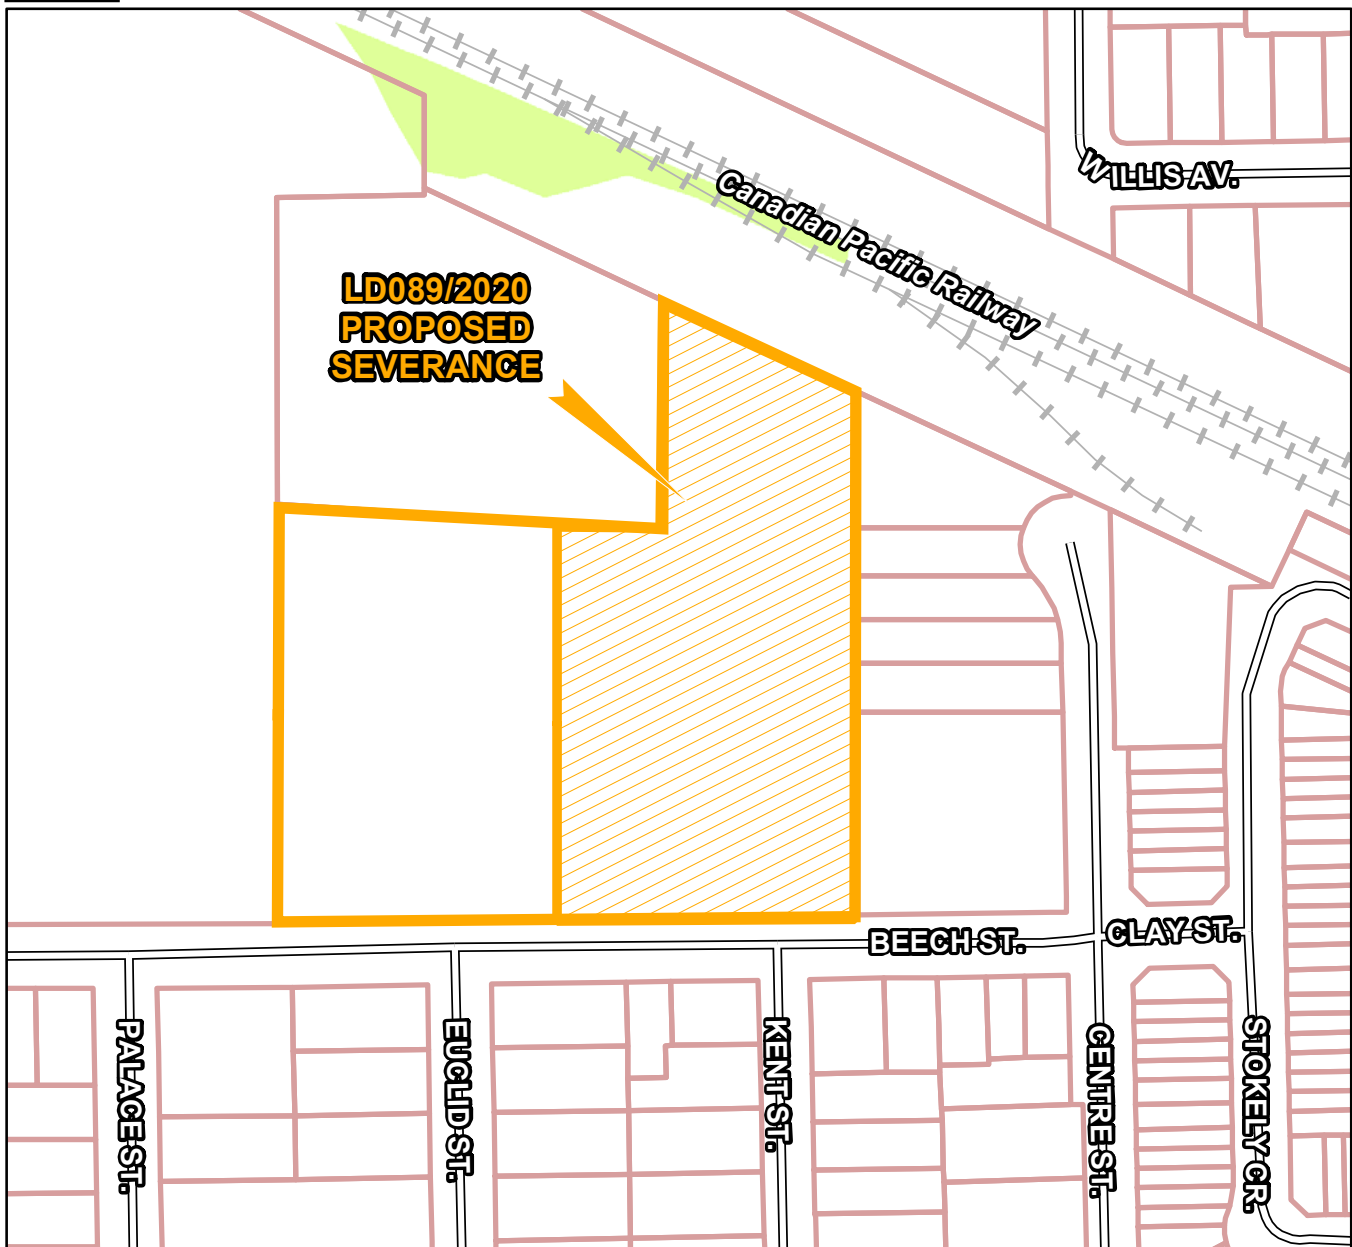 Canadian Pacific Railway
WILLIS AV.
LD089/2020
PROPOSED
SEVERANCE
BEECH ST.
CLAY ST.
PALACE ST.
EUCLID ST.
KENT ST.
CENTRE ST.
STOKELY CR.